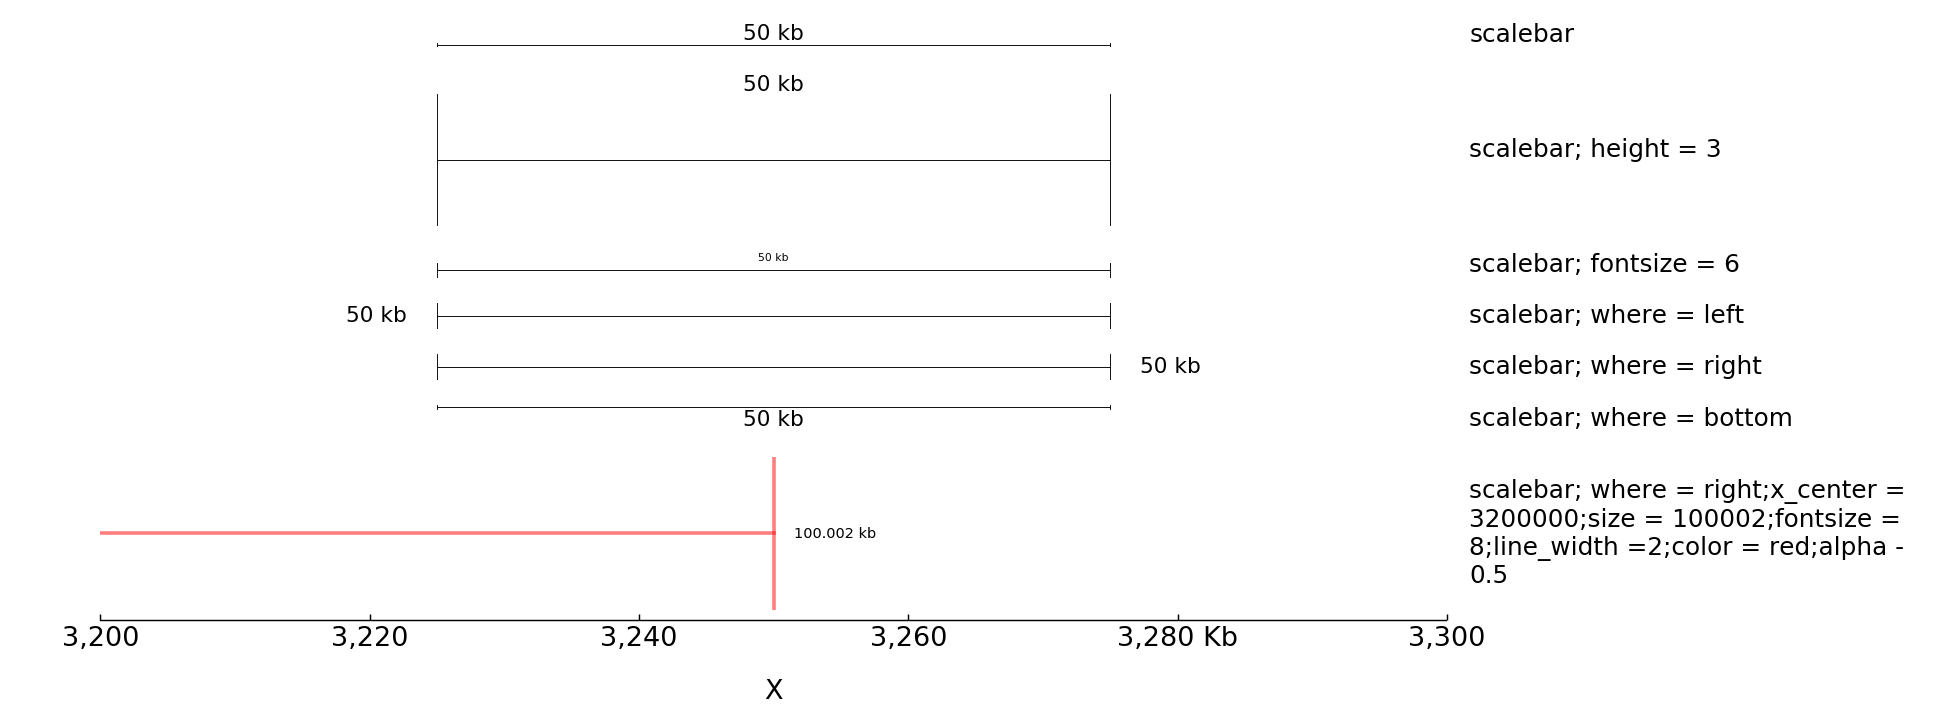 50 kb
scalebar
50 kb
scalebar; height = 3
50 kb
scalebar; fontsize = 6
50 kb
scalebar; where = left
50 kb
scalebar; where = right
50 kb
scalebar; where = bottom
100.002 kb
scalebar; where = right;x_center =
3200000;size = 100002;fontsize =
8;line_width =2;color = red;alpha -
0.5
3,200 3,220 3,240 3,260 3,280 Kb 3,300
X